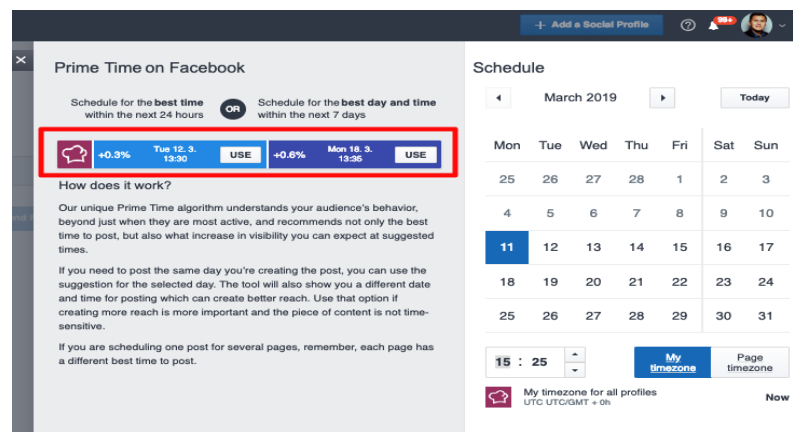 + Add a Social Profile
99+
Prime Time on Facebook
Schedule for the best time
within the next 24 hours
OR
Schedule for the best day and time
within the next 7 days
+0.3%
Tue 12. 3.
13:30
USE
+0.6%
Mon 18. 3.
13:35
USE
How does it work?
Our unique Prime Time algorithm understands your audience's behavior,
beyond just when they are most active, and recommends not only the best
time to post, but also what increase in visibility you can expect at suggested
times.
If you need to post the same day you're creating the post, you can use the
suggestion for the selected day. The tool will also show you a different date
and time for posting which can create better reach. Use that option if
creating more reach is more important and the piece of content is not time-
sensitive.
If you are scheduling one post for several pages, remember, each page has
a different best time to post.
Schedule
March 2019
Today
Mon Tue Wed Thu Fri Sat Sun
25 26 27 28 1 2 3
4 5 6 7 8 9 10
11 12 13 14 15 16 17
18 19 20 21 22 23 24
25 26 27 28 29 30 31
15 : 25
My
timezone
Page
timezone
My timezone for all profiles
UTC UTC/GMT + 0h
Now